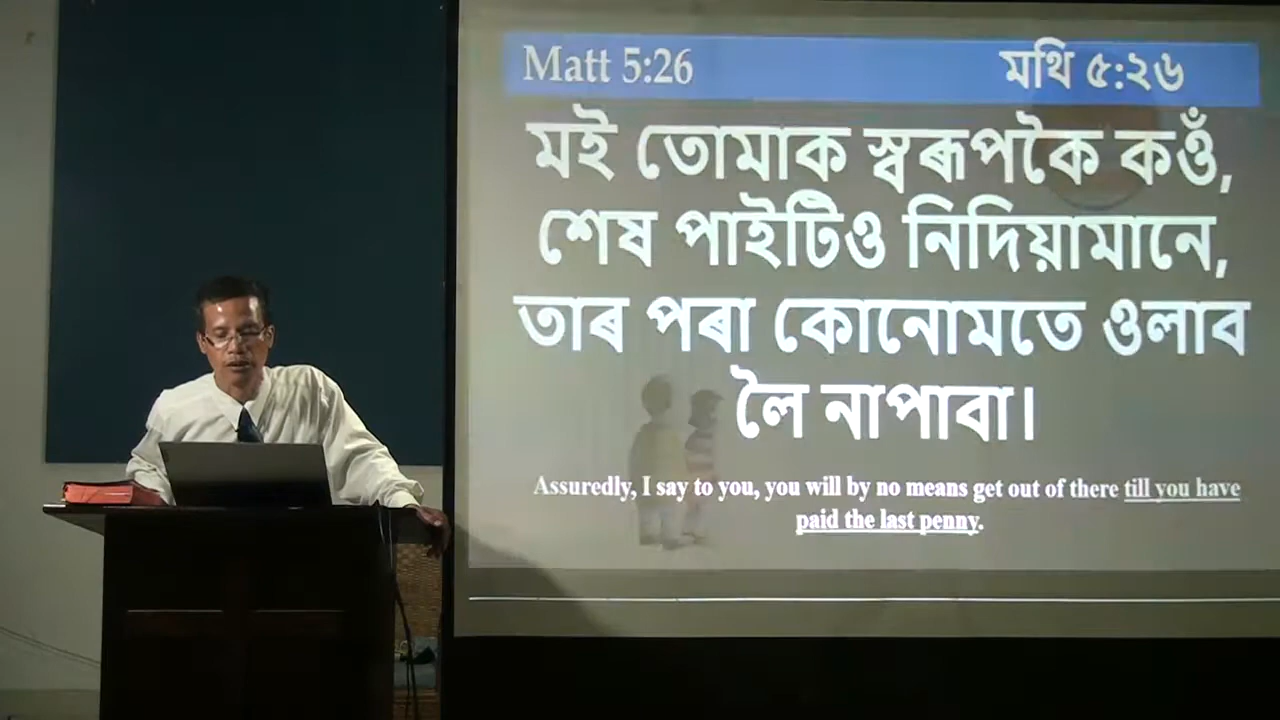 Matt 5:26 মথি ৫:২৬
মই তোমাক স্বৰূপকৈ কওঁ,
শেষ পাইটিও নিদিয়ামানে,
তাৰ পৰা কোনোমতে ওলাব
লৈ নাপাবা।
Assuredly, I say to you, you will by no means get out of there till you have
paid the last penny.